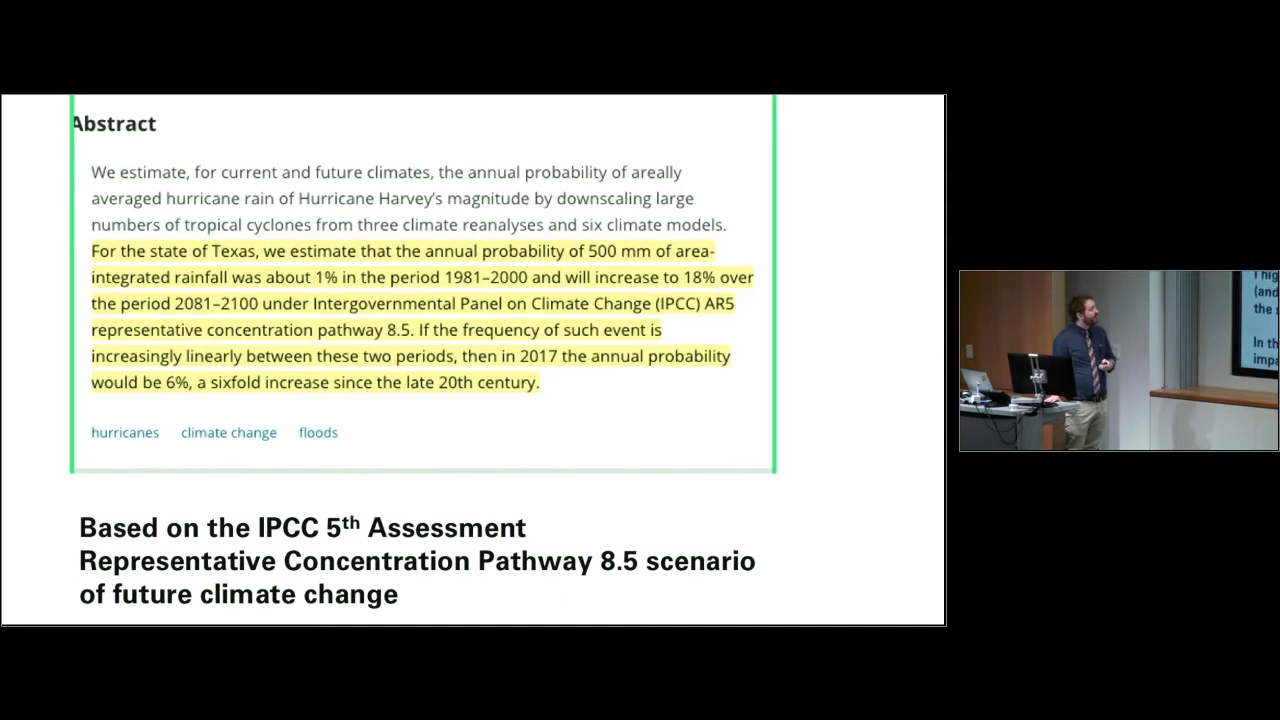 Abstract
We estimate, for current and future climates, the annual probability of areally
averaged hurricane rain of Hurricane Harvey’s magnitude by downscaling large
numbers of tropical cyclones from three climate reanalyses and six climate models.
For the state of Texas, we estimate that the annual probability of 500 mm of area-
integrated rainfall was about 1% in the period 1981–2000 and will increase to 18% over
the period 2081–2100 under Intergovernmental Panel on Climate Change (IPCC) AR5
representative concentration pathway 8.5. If the frequency of such event is
increasingly linearly between these two periods, then in 2017 the annual probability
would be 6%, a sixfold increase since the late 20th century.
hurricanes climate change floods
Based on the IPCC 5th Assessment
Representative Concentration Pathway 8.5 scenario
of future climate change
(and
the
In th
impa